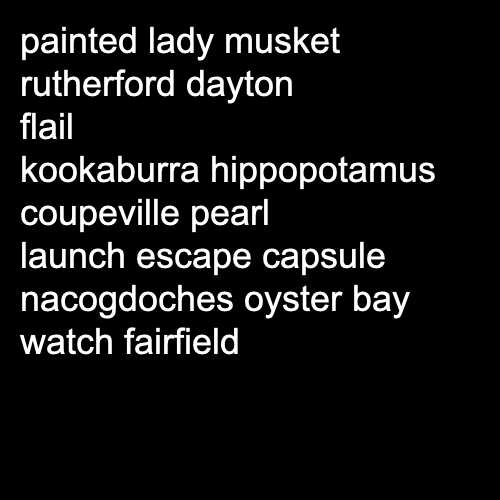 painted lady musket
rutherford dayton
flail
kookaburra hippopotamus
coupeville pearl
launch escape capsule
nacogdoches oyster bay
watch fairfield